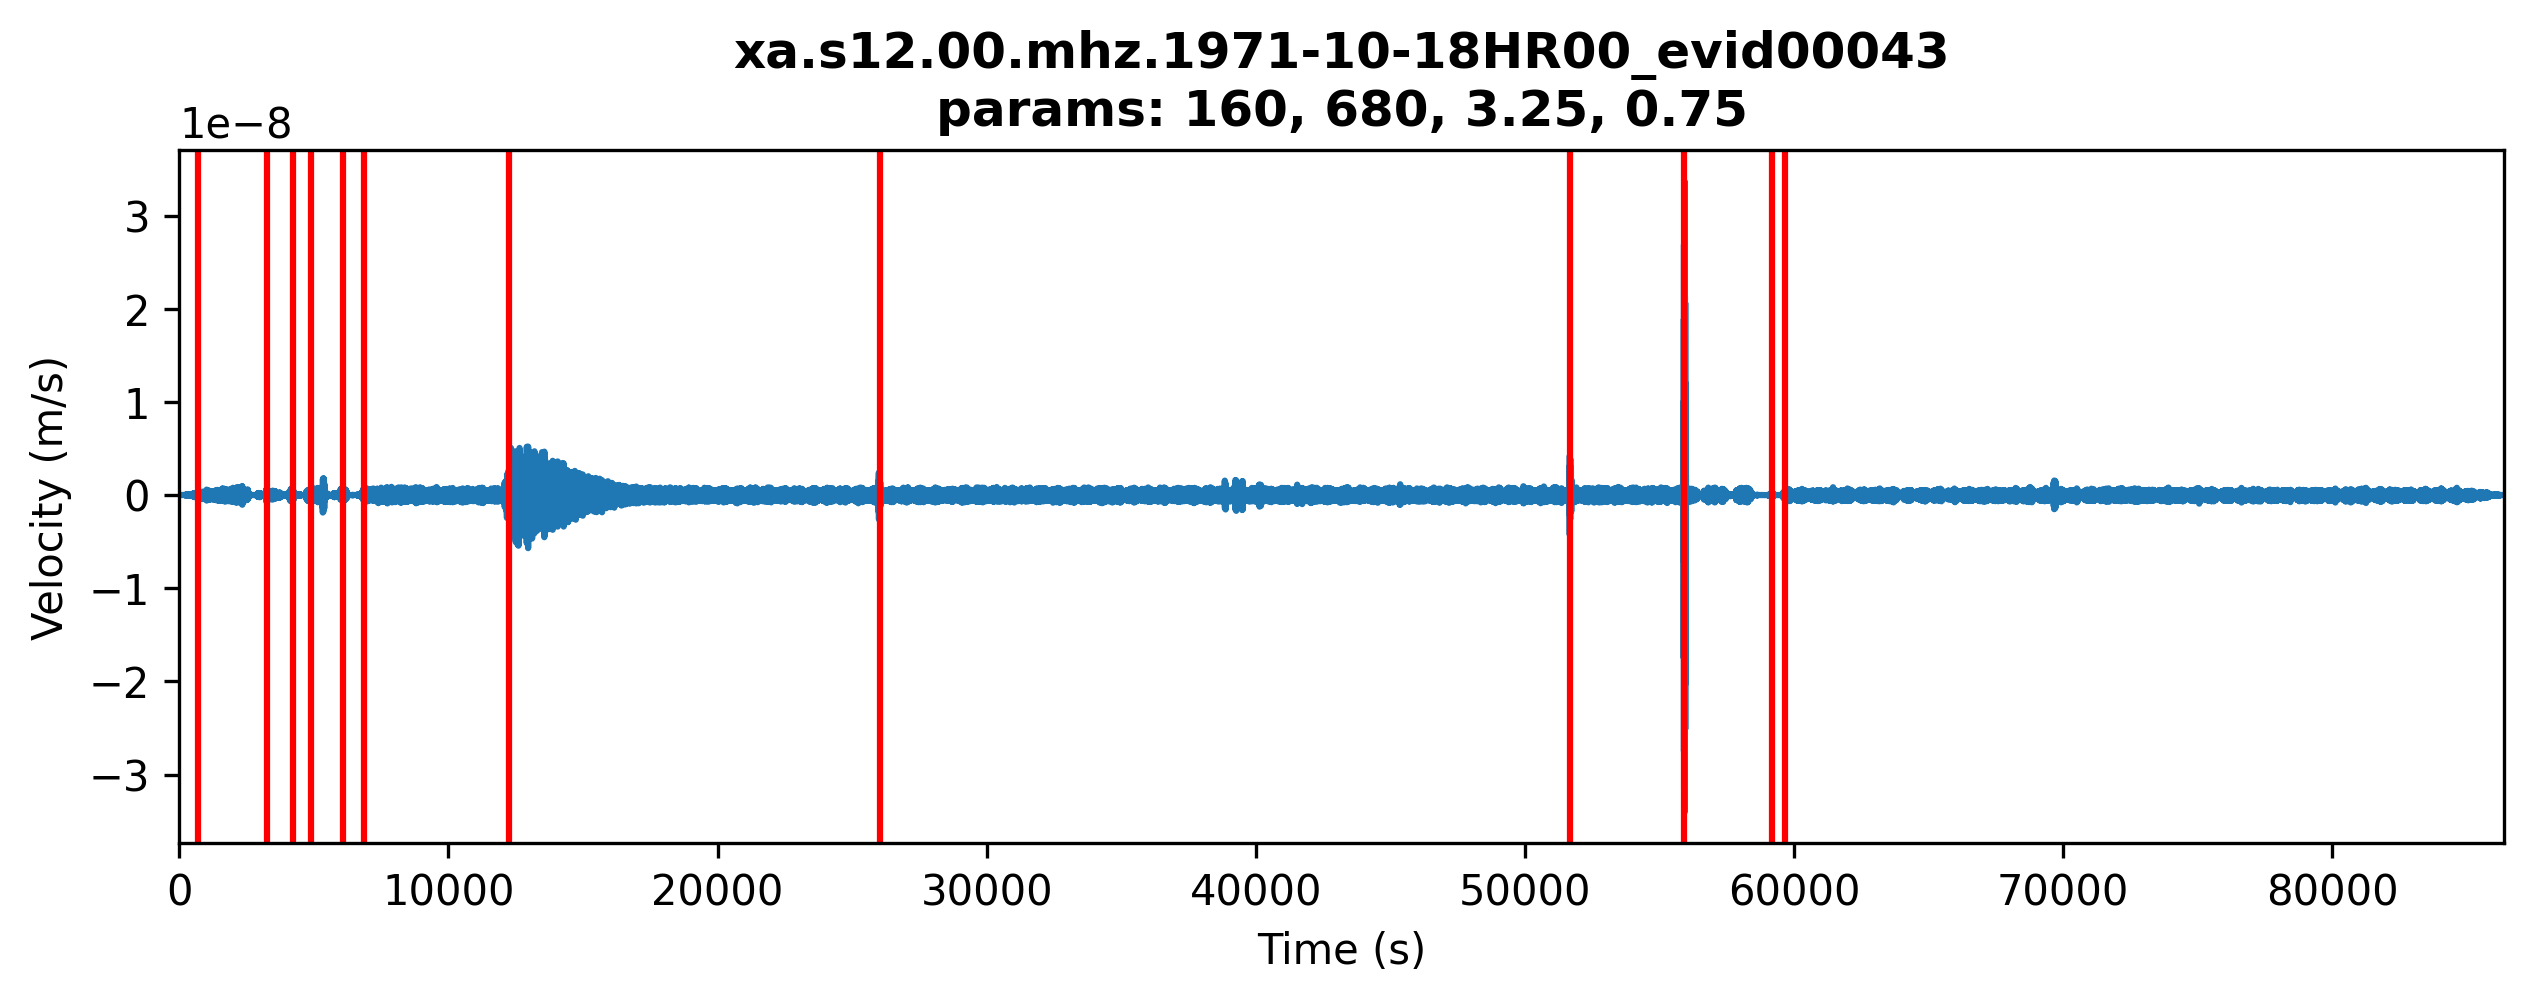 xa.s12.00.mhz.1971-10-18HR00_evid00043
params: 160, 680, 3.25, 0.75
1e−8
3
2
1
0
−1
−2
−3
Velocity (m/s)
0 10000 20000 30000 40000 50000 60000 70000 80000
Time (s)